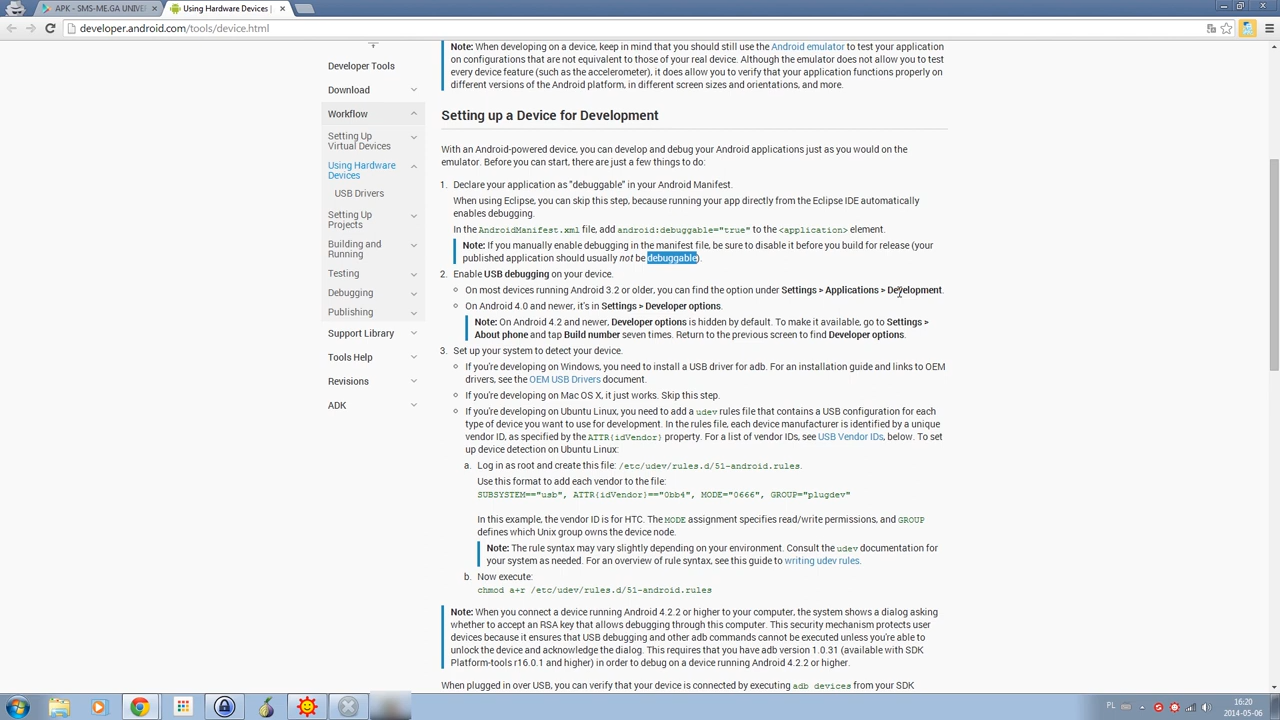 APK - SMS-ME.GA UNIVER
Using Hardware Devices |
developer.android.com/tools/device.html
Developer Tools
Download
Workflow
Setting Up
Virtual Devices
Using Hardware
Devices
USB Drivers
Setting Up
Projects
Building and
Running
Testing
Debugging
Publishing
Support Library
Tools Help
Revisions
ADK
Note: When developing on a device, keep in mind that you should still use the Android emulator to test your application
on configurations that are not equivalent to those of your real device. Although the emulator does not allow you to test
every device feature (such as the accelerometer), it does allow you to verify that your application functions properly on
different versions of the Android platform, in different screen sizes and orientations, and more.
Setting up a Device for Development
With an Android-powered device, you can develop and debug your Android applications just as you would on the
emulator. Before you can start, there are just a few things to do:
1. Declare your application as "debuggable" in your Android Manifest.
When using Eclipse, you can skip this step, because running your app directly from the Eclipse IDE automatically
enables debugging.
In the AndroidManifest.xml file, add android:debuggable="true" to the <application> element.
Note: If you manually enable debugging in the manifest file, be sure to disable it before you build for release (your
published application should usually not be debuggable).
2. Enable USB debugging on your device.
On most devices running Android 3.2 or older, you can find the option under Settings > Applications > Development.
On Android 4.0 and newer, it's in Settings > Developer options.
Note: On Android 4.2 and newer, Developer options is hidden by default. To make it available, go to Settings >
About phone and tap Build number seven times. Return to the previous screen to find Developer options.
3. Set up your system to detect your device.
If you're developing on Windows, you need to install a USB driver for adb. For an installation guide and links to OEM
drivers, see the OEM USB Drivers document.
If you're developing on Mac OS X, it just works. Skip this step.
If you're developing on Ubuntu Linux, you need to add a udev rules file that contains a USB configuration for each
type of device you want to use for development. In the rules file, each device manufacturer is identified by a unique
vendor ID, as specified by the ATTR{idVendor} property. For a list of vendor IDs, see USB Vendor IDs, below. To set
up device detection on Ubuntu Linux:
a. Log in as root and create this file: /etc/udev/rules.d/51-android.rules.
Use this format to add each vendor to the file:
SUBSYSTEM=="usb", ATTR{idVendor}=="0bb4", MODE="0666", GROUP="plugdev"
In this example, the vendor ID is for HTC. The MODE assignment specifies read/write permissions, and GROUP
defines which Unix group owns the device node.
Note: The rule syntax may vary slightly depending on your environment. Consult the udev documentation for
your system as needed. For an overview of rule syntax, see this guide to writing udev rules.
b. Now execute:
chmod a+r /etc/udev/rules.d/51-android.rules
Note: When you connect a device running Android 4.2.2 or higher to your computer, the system shows a dialog asking
whether to accept an RSA key that allows debugging through this computer. This security mechanism protects user
devices because it ensures that USB debugging and other adb commands cannot be executed unless you're able to
unlock the device and acknowledge the dialog. This requires that you have adb version 1.0.31 (available with SDK
Platform-tools r16.0.1 and higher) in order to debug on a device running Android 4.2.2 or higher.
When plugged in over USB, you can verify that your device is connected by executing adb devices from your SDK
PL
16:20
2014-05-06